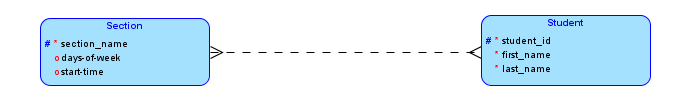 Section
# * section_name
o days-of-week
o start-time
Student
# * student_id
* first_name
* last_name